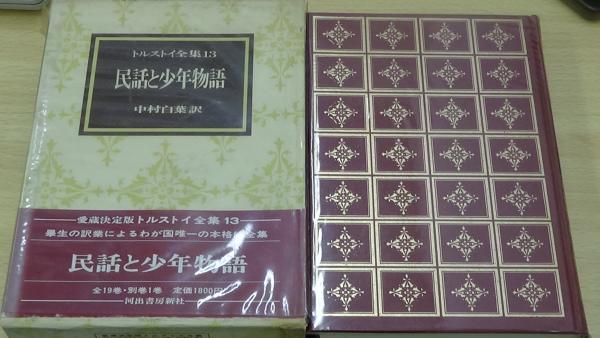 トルストイ全集13
民話と少年物語
中村白葉訳
愛蔵決定版トルストイ全集13
畢生の訳業によるわが国唯一の本格的全集
民話と少年物語
全19巻・別巻1巻 定価1800円
河出書房新社